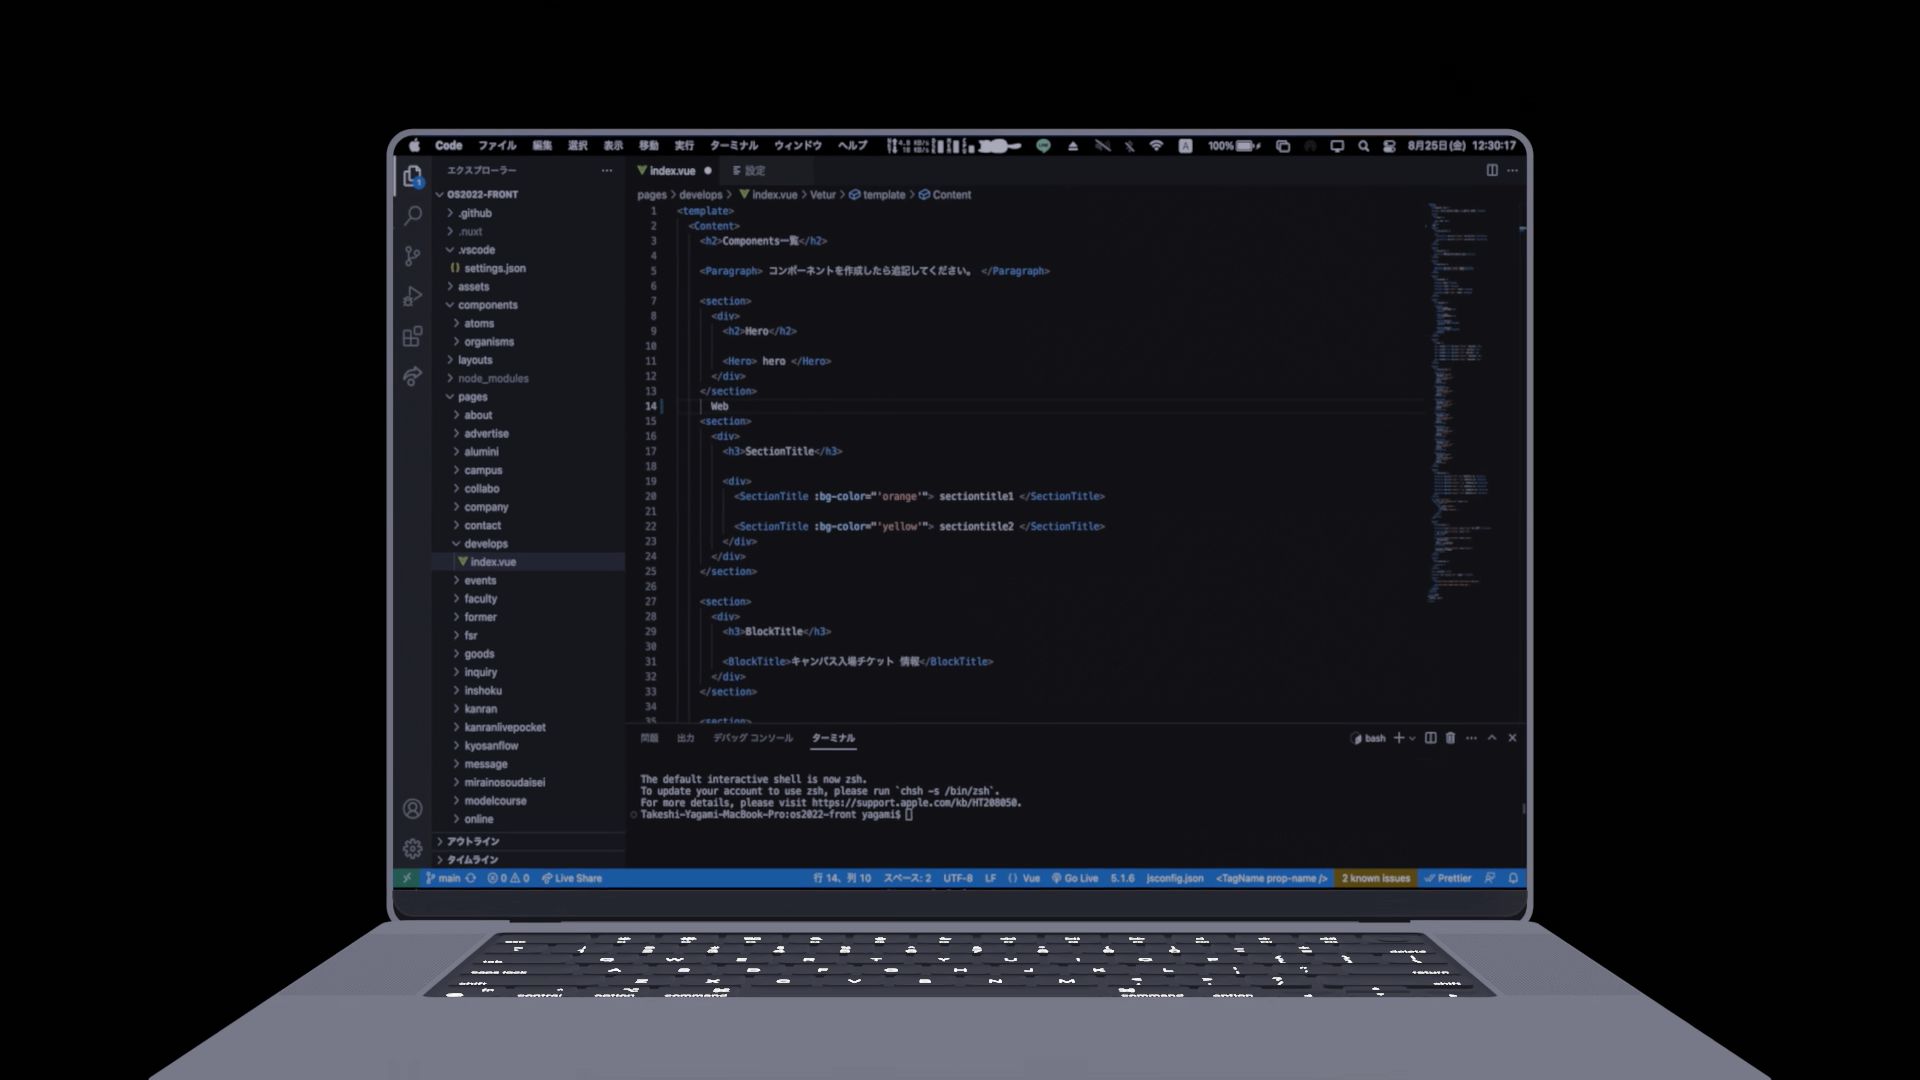 Code ファイル 編集 選択 表示 移動 実行 ターミナル ウィンドウ ヘルプ 100% 8月25日(金) 12:30:17
エクスプローラー
OS2022-FRONT
.github
.nuxt
.vscode
settings.json
assets
components
atoms
organisms
layouts
node_modules
pages
about
advertise
alumini
campus
collabo
company
contact
develops
index.vue
events
faculty
former
fsr
goods
inquiry
inshoku
kanran
kanranlivepocket
kyosanflow
message
mirainosoudaisei
modelcourse
online
アウトライン
タイムライン
index.vue 設定
pages > develops > index.vue > Vetur > template > Content
1 <template>
2 <Content>
3 <h2>Components一覧</h2>
4
5 <Paragraph> コンポーネントを作成したら追記してください。 </Paragraph>
6
7 <section>
8 <div>
9 <h2>Hero</h2>
10
11 <Hero> hero </Hero>
12 </div>
13 </section>
14 Web
15 <section>
16 <div>
17 <h3>SectionTitle</h3>
18
19 <div>
20 <SectionTitle :bg-color="'orange'"> sectiontitle1 </SectionTitle>
21
22 <SectionTitle :bg-color="'yellow'"> sectiontitle2 </SectionTitle>
23 </div>
24 </div>
25 </section>
26
27 <section>
28 <div>
29 <h3>BlockTitle</h3>
30
31 <BlockTitle>キャンパス入場チケット 情報</BlockTitle>
32 </div>
33 </section>
34
35 <section>
問題 出力 デバッグ コンソール ターミナル bash
The default interactive shell is now zsh.
To update your account to use zsh, please run `chsh -s /bin/zsh`.
For more details, please visit https://support.apple.com/kb/HT208050.
Takeshi-Yagami-MacBook-Pro:os2022-front yagami$
main 0 0 Live Share 行 14、列 10 スペース: 2 UTF-8 LF Vue Go Live 5.1.6 jsconfig.json <TagName prop-name /> 2 known issues Prettier